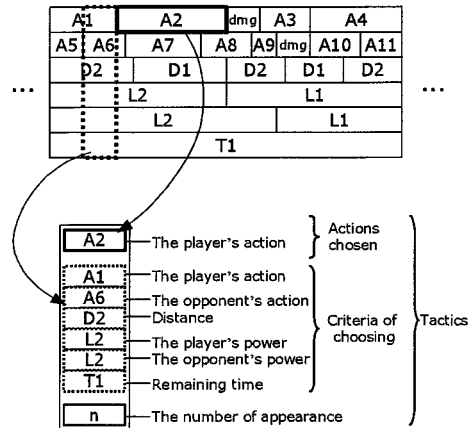 A1 A2 dmg A3 A4
A5 A6 A7 A8 A9 dmg A10 A11
D2 D1 D2 D1 D2
... L2 L1 ...
L2 L1
T1
A2 The player's action
Actions chosen
A1 The player's action
A6 The opponent's action
D2 Distance
L2 The player's power
L2 The opponent's power
T1 Remaining time
Criteria of choosing
Tactics
n The number of appearance